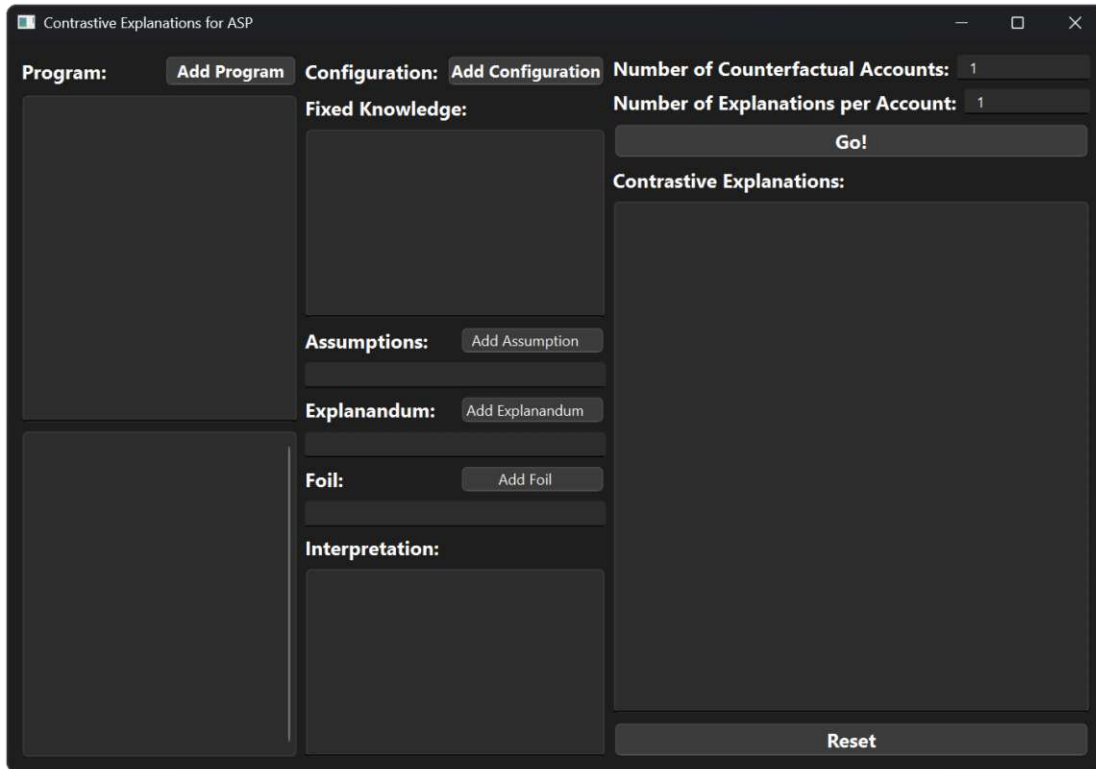 Contrastive Explanations for ASP
Program:
Add Program
Configuration:
Add Configuration
Fixed Knowledge:
Assumptions:
Add Assumption
Explanandum:
Add Explanandum
Foil:
Add Foil
Interpretation:
Number of Counterfactual Accounts: 1
Number of Explanations per Account: 1
Go!
Contrastive Explanations:
Reset